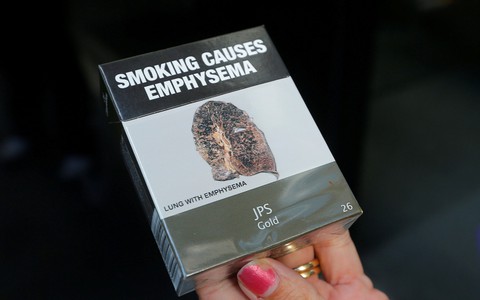 SMOKING CAUSES
EMPHYSEMA
LUNG WITH EMPHYSEMA
JPS
Gold
26